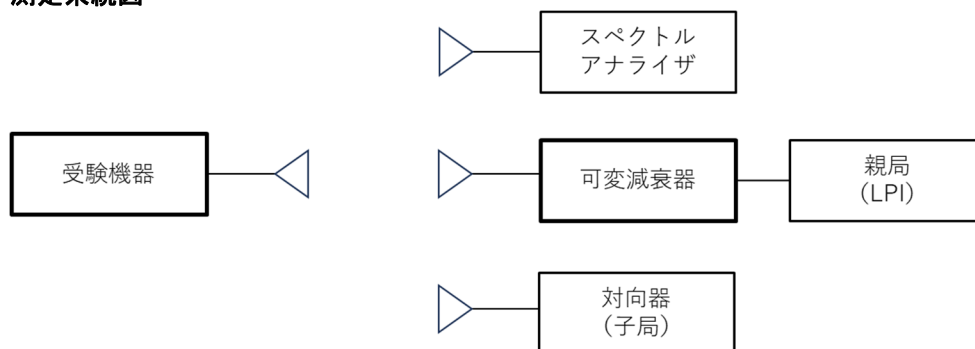 測定系統図
スペクトル
アナライザ
受験機器
可変減衰器
親局
(LPI)
対向器
(子局)